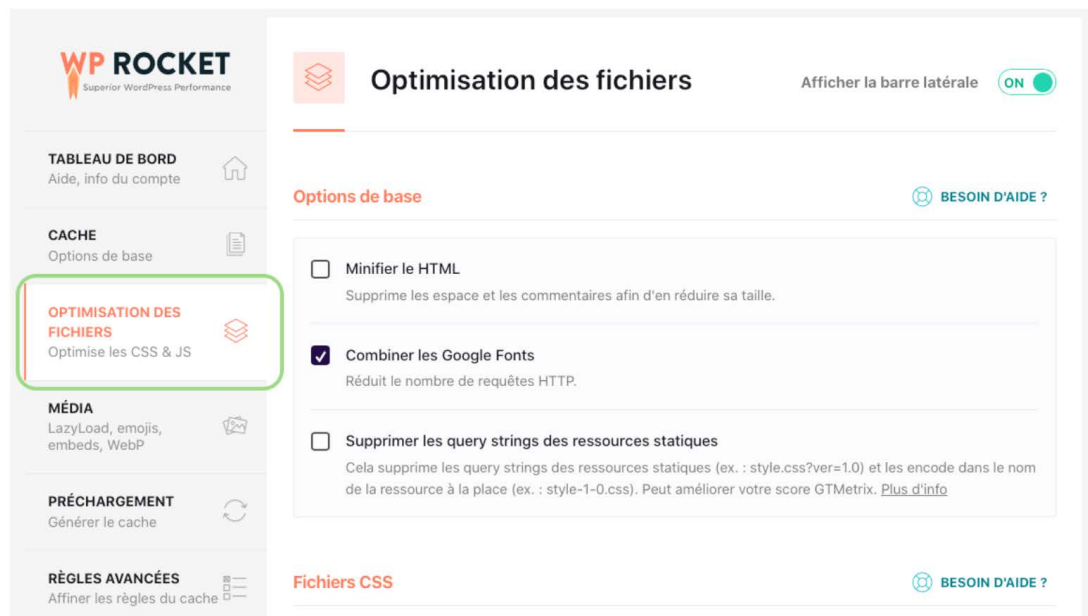 WP ROCKET
Superior WordPress Performance
TABLEAU DE BORD
Aide, info du compte
CACHE
Options de base
OPTIMISATION DES
FICHIERS
Optimise les CSS & JS
MÉDIA
LazyLoad, emojis,
embeds, WebP
PRÉCHARGEMENT
Générer le cache
RÈGLES AVANCÉES
Affiner les règles du cache
Optimisation des fichiers
Afficher la barre latérale
ON
Options de base
BESOIN D'AIDE ?
Minifier le HTML
Supprime les espace et les commentaires afin d'en réduire sa taille.
Combiner les Google Fonts
Réduit le nombre de requêtes HTTP.
Supprimer les query strings des ressources statiques
Cela supprime les query strings des ressources statiques (ex. : style.css?ver=1.0) et les encode dans le nom
de la ressource à la place (ex. : style-1-0.css). Peut améliorer votre score GTMetrix. Plus d'info
Fichiers CSS
BESOIN D'AIDE ?